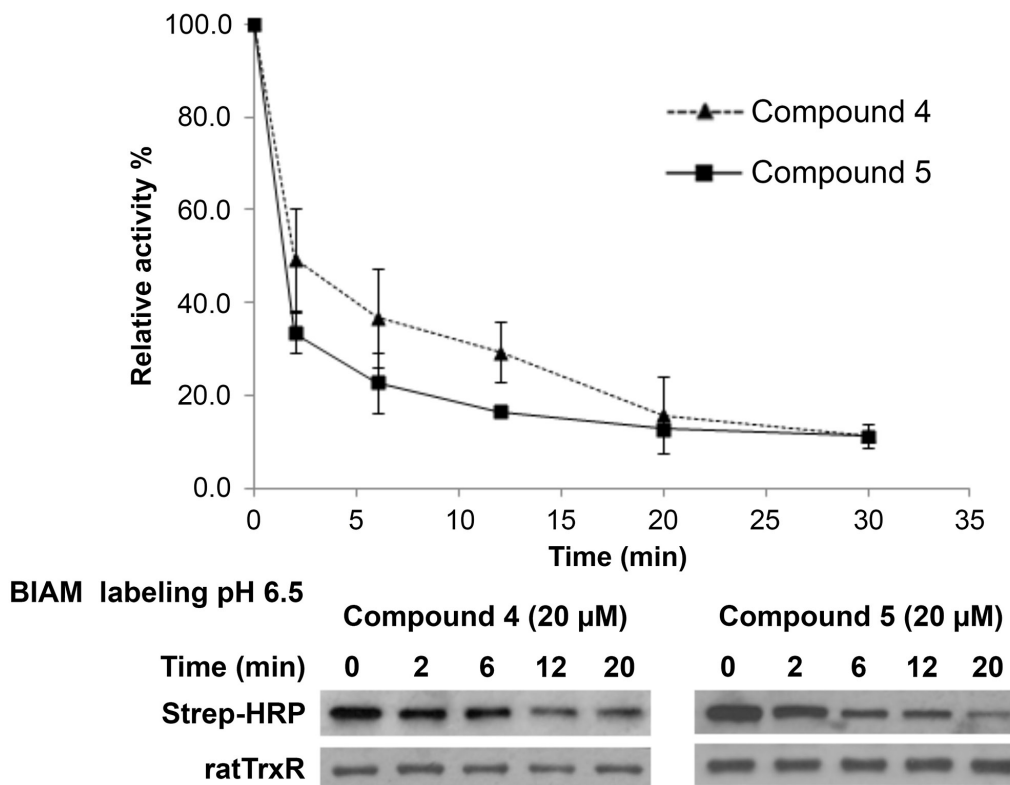 100.0
80.0
60.0
40.0
20.0
0.0
Relative activity %
Compound 4
Compound 5
0 5 10 15 20 25 30 35
Time (min)
BIAM labeling pH 6.5
Compound 4 (20 µM) Compound 5 (20 µM)
Time (min) 0 2 6 12 20 0 2 6 12 20
Strep-HRP
ratTrxR